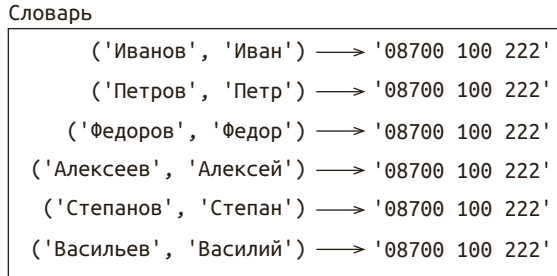 Словарь
('Иванов', 'Иван') ⟶ '08700 100 222'
('Петров', 'Петр') ⟶ '08700 100 222'
('Федоров', 'Федор') ⟶ '08700 100 222'
('Алексеев', 'Алексей') ⟶ '08700 100 222'
('Степанов', 'Степан') ⟶ '08700 100 222'
('Васильев', 'Василий') ⟶ '08700 100 222'